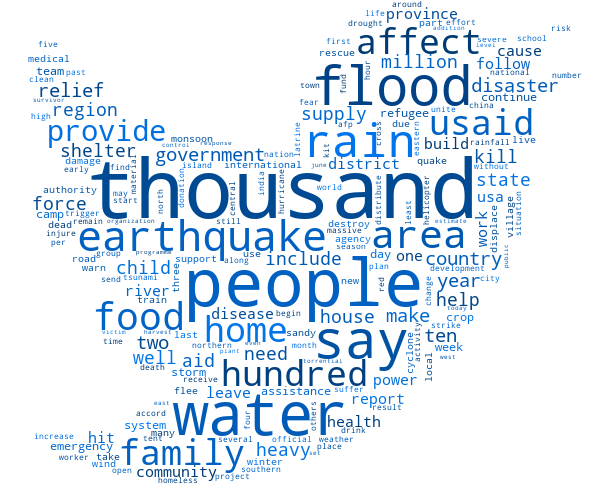 around
life
province
drought
part
effort
addition
affect
first
cause
severe
school
risk
level
five
rescue
medical
million
follow
national
number
team
past
flood
hour
fund
clean
relief
town
disaster
survivor
fear
continue
china
high
region
supply
refugee
unite
usaid
provide
monsoon
afp
due
rain
cross
eastern
build
rainfall
live
control
response
latrine
kit
shelter
government
nation
quake
without
damage
find
material
island
international
district
kill
situation
early
thousand
june
authority
donation
central
india
hurricane
world
distribute
least
helicopter
state
may
start
north
force
camp
trigger
usa
village
dead
remain
organization
still
destroy
massive
estimate
work
displace
injure
earthquake
area
per
group
programme
season
agency
road
support
along
use
day
one
country
public
warn
child
three
include
plan
development
send
tsunami
people
new
red
year
city
river
train
change
help
food
disease
begin
house
make
today
crop
victim
harvest
home
sandy
say
strike
time
two
last
northern
even
month
ten
well
aid
plant
need
torrential
week
cyclone
activity
local
west
death
storm
hundred
receive
flee
assistance
suffer
power
leave
report
east
water
result
accord
four
others
health
system
many
drink
increase
hit
tent
several
official
weather
emergency
family
heavy
place
worker
take
set
wind
community
winter
open
southern
homeless
project